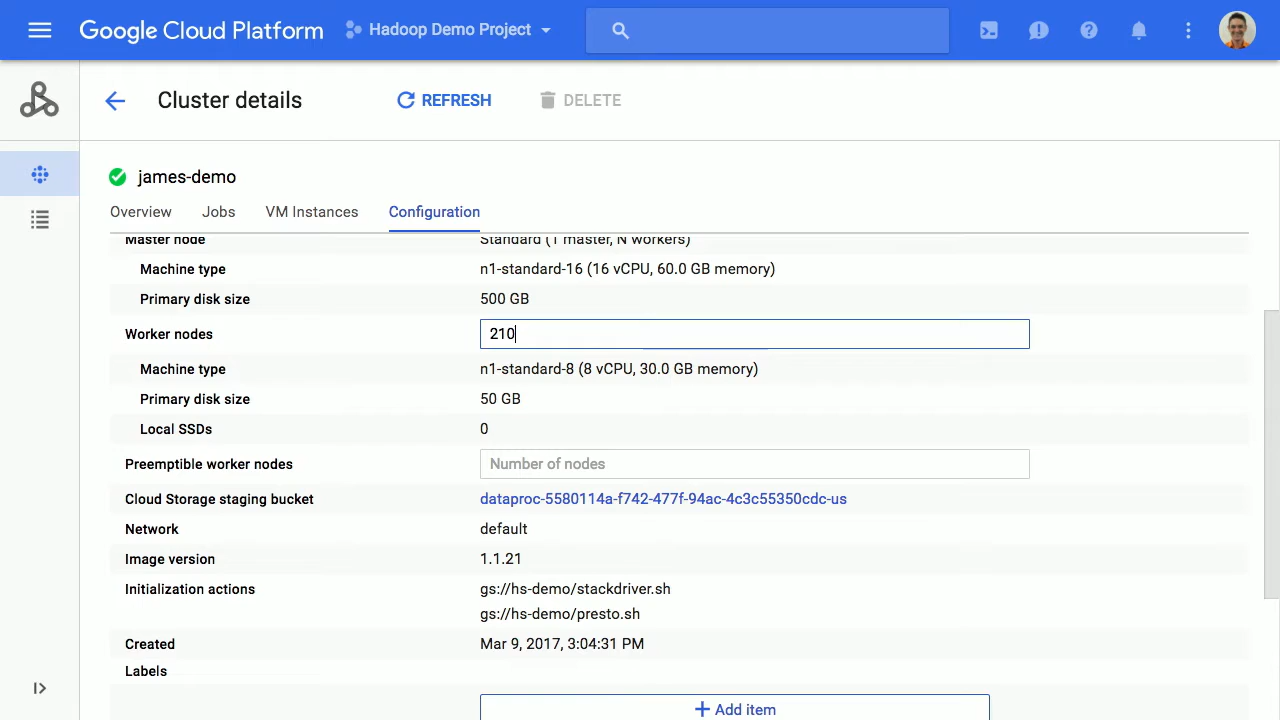 Google Cloud Platform Hadoop Demo Project
Cluster details REFRESH DELETE
james-demo
Overview Jobs VM Instances Configuration
Master node Standard (1 master, N workers)
Machine type n1-standard-16 (16 vCPU, 60.0 GB memory)
Primary disk size 500 GB
Worker nodes 210
Machine type n1-standard-8 (8 vCPU, 30.0 GB memory)
Primary disk size 50 GB
Local SSDs 0
Preemptible worker nodes Number of nodes
Cloud Storage staging bucket dataproc-5580114a-f742-477f-94ac-4c3c55350cdc-us
Network default
Image version 1.1.21
Initialization actions gs://hs-demo/stackdriver.sh
gs://hs-demo/presto.sh
Created Mar 9, 2017, 3:04:31 PM
Labels
+ Add item